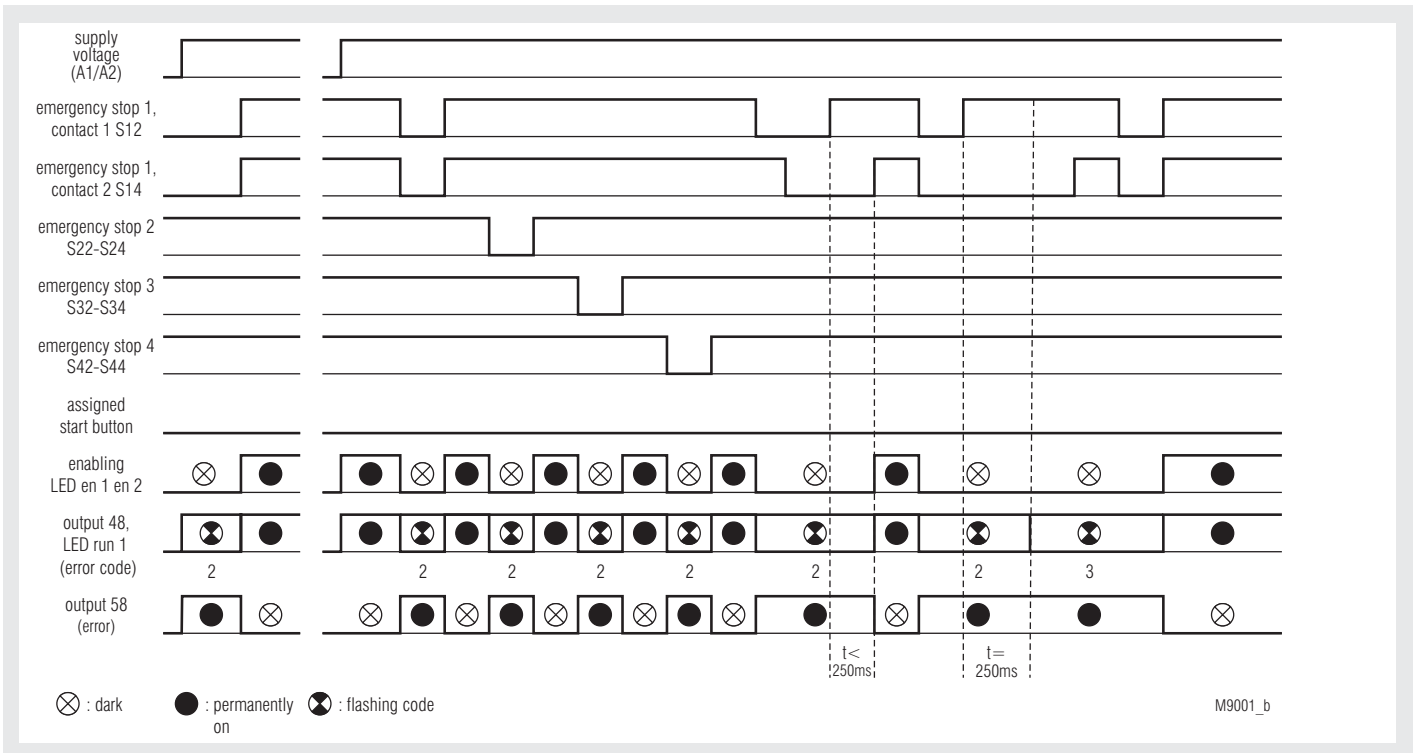 supply
voltage
(A1/A2)
emergency stop 1,
contact 1 S12
emergency stop 1,
contact 2 S14
emergency stop 2
S22-S24
emergency stop 3
S32-S34
emergency stop 4
S42-S44
assigned
start button
enabling
LED en 1 en 2
output 48,
LED run 1
(error code)
2 2 2 2 2 2 2 3
output 58
(error)
t<
250ms
t=
250ms
: dark
: permanently
on
: flashing code
M9001_b